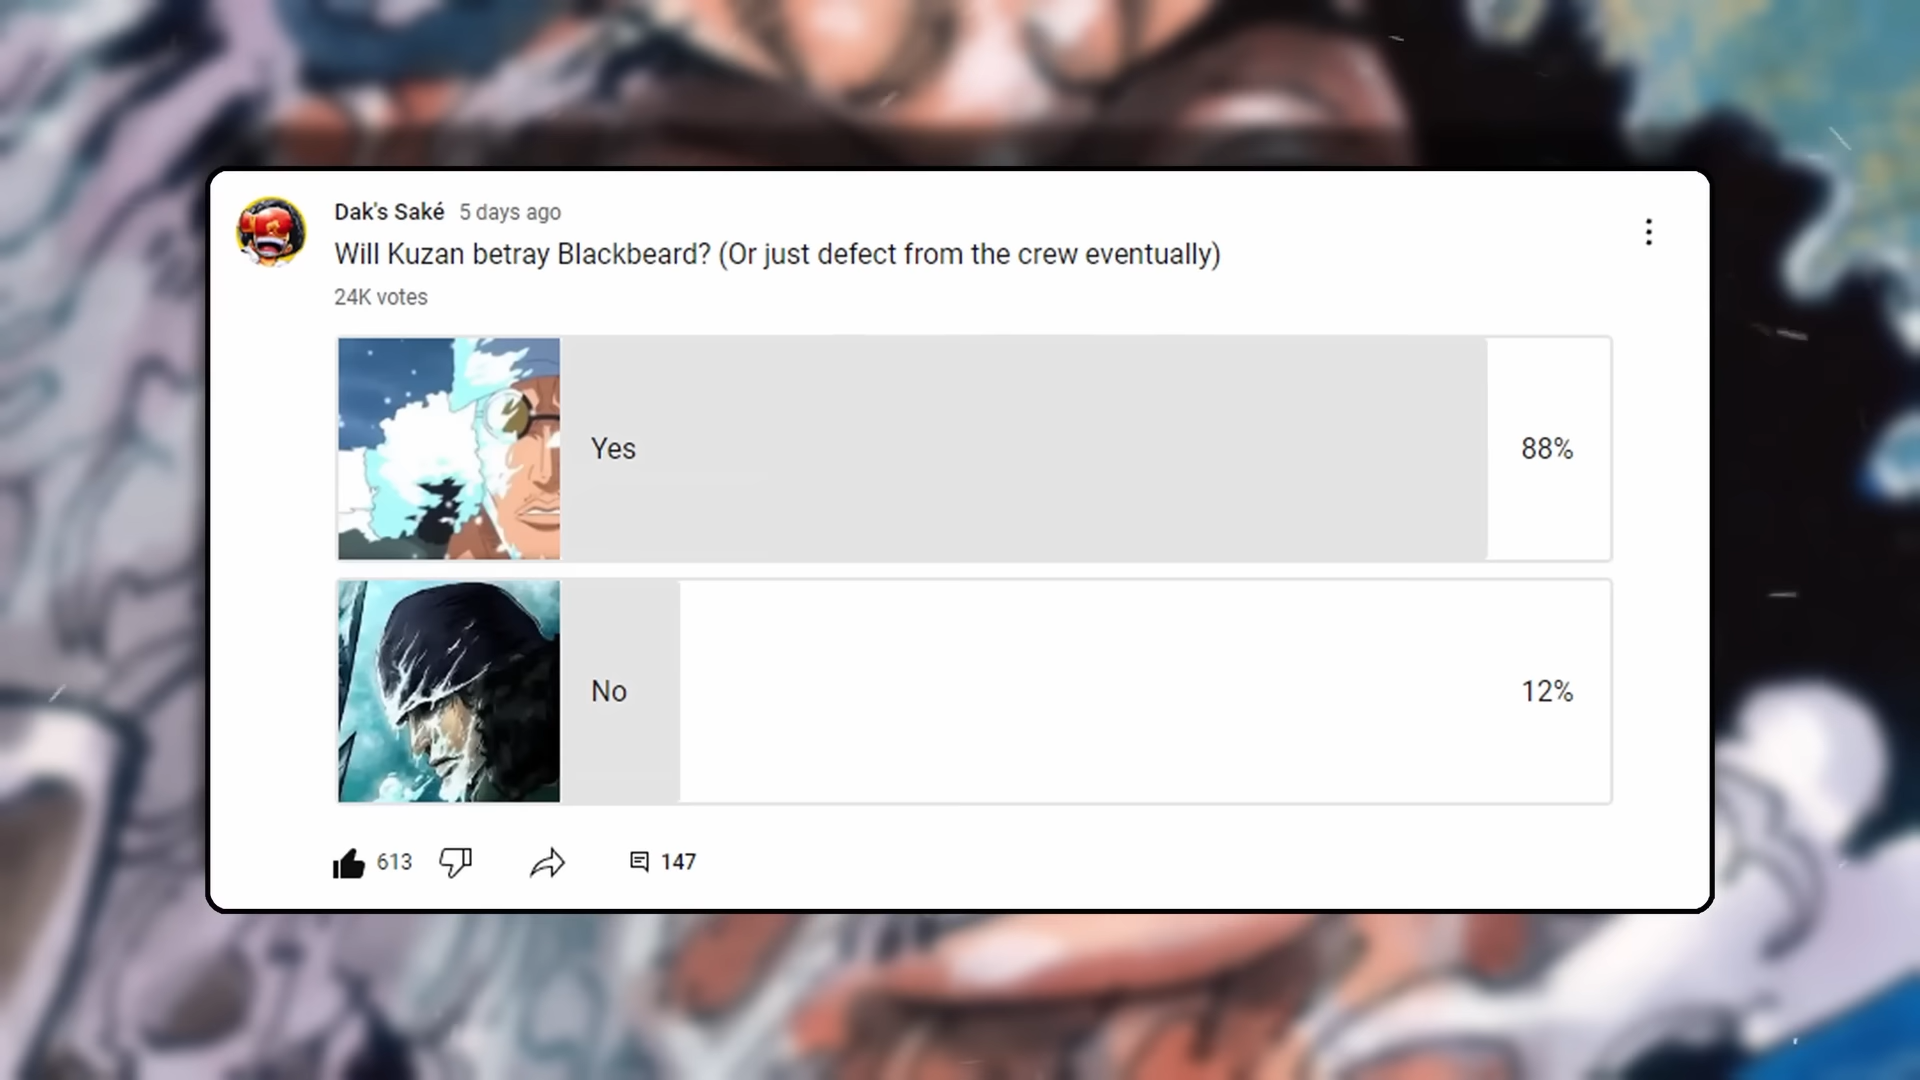 Dak's Saké 5 days ago
Will Kuzan betray Blackbeard? (Or just defect from the crew eventually)
24K votes
Yes 88%
No 12%
613 147